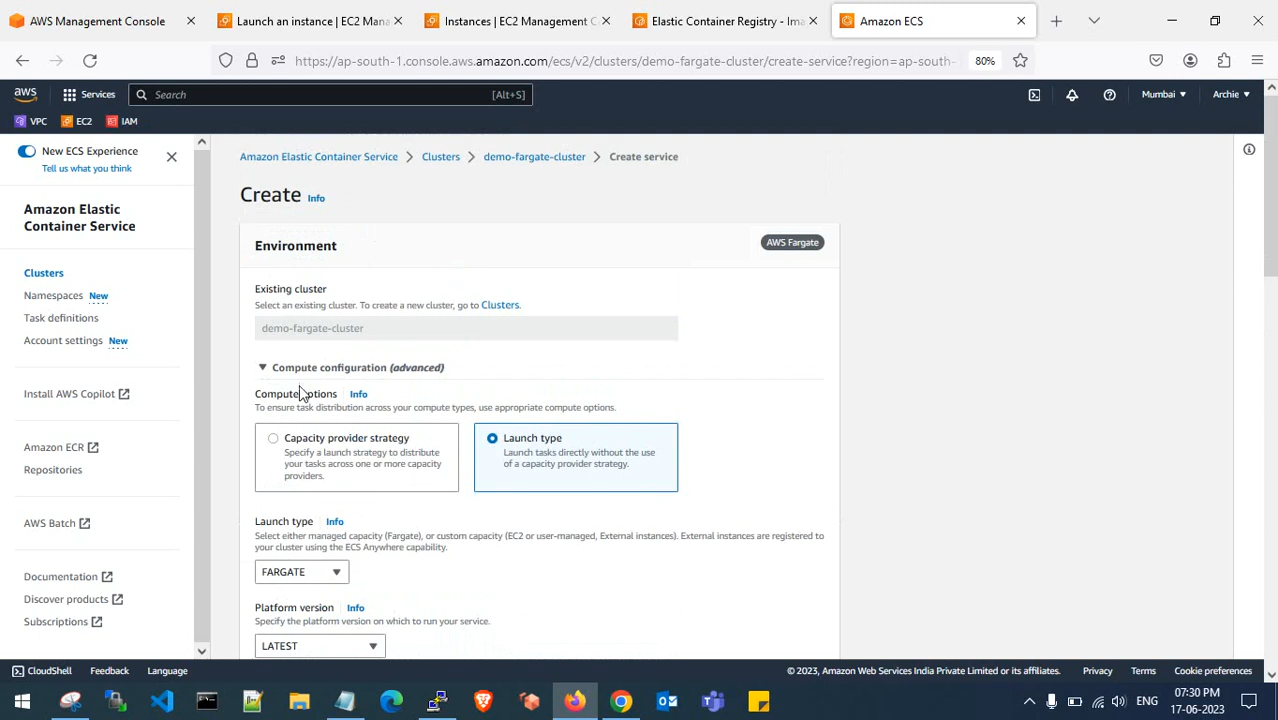 AWS Management Console
Launch an instance | EC2 Mana
Instances | EC2 Management C
Elastic Container Registry - Ima
Amazon ECS
https://ap-south-1.console.aws.amazon.com/ecs/v2/clusters/demo-fargate-cluster/create-service?region=ap-south-
80%
aws
Services
Search
[Alt+S]
Mumbai
Archie
VPC
EC2
IAM
New ECS Experience
Tell us what you think
Amazon Elastic
Container Service
Clusters
Namespaces New
Task definitions
Account settings New
Install AWS Copilot
Amazon ECR
Repositories
AWS Batch
Documentation
Discover products
Subscriptions
Amazon Elastic Container Service
Clusters
demo-fargate-cluster
Create service
Create Info
Environment
AWS Fargate
Existing cluster
Select an existing cluster. To create a new cluster, go to Clusters.
demo-fargate-cluster
Compute configuration (advanced)
Compute options Info
To ensure task distribution across your compute types, use appropriate compute options.
Capacity provider strategy
Specify a launch strategy to distribute
your tasks across one or more capacity
providers.
Launch type
Launch tasks directly without the use
of a capacity provider strategy.
Launch type Info
Select either managed capacity (Fargate), or custom capacity (EC2 or user-managed, External instances). External instances are registered to
your cluster using the ECS Anywhere capability.
FARGATE
Platform version Info
Specify the platform version on which to run your service.
LATEST
CloudShell
Feedback
Language
© 2023, Amazon Web Services India Private Limited or its affiliates.
Privacy
Terms
Cookie preferences
ENG
07:30 PM
17-06-2023